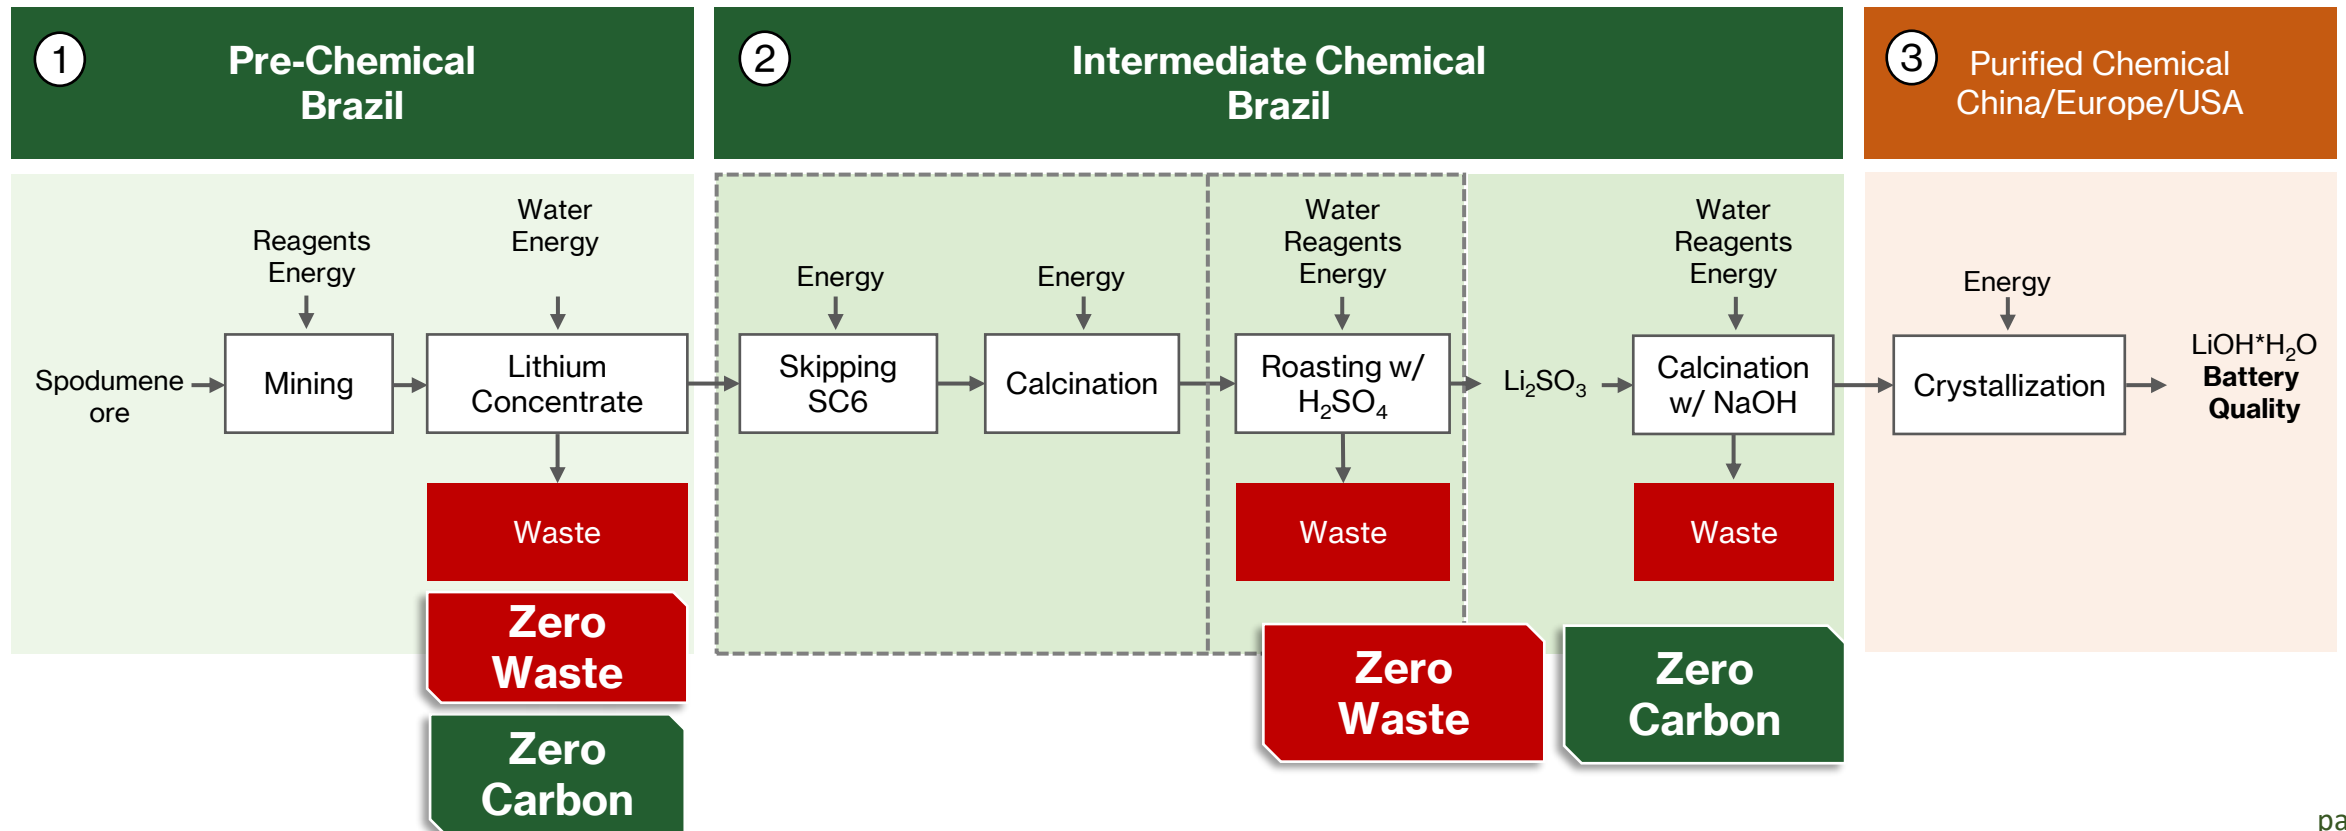 1
Pre-Chemical
Brazil
2
Intermediate Chemical
Brazil
3
Purified Chemical
China/Europe/USA
Spodumene
ore
Reagents
Energy
Mining
Water
Energy
Lithium
Concentrate
Waste
Zero
Waste
Zero
Carbon
Energy
Skipping
SC6
Energy
Calcination
Water
Reagents
Energy
Roasting w/
H₂SO₄
Waste
Zero
Waste
Li₂SO₃
Water
Reagents
Energy
Calcination
w/ NaOH
Waste
Zero
Carbon
Energy
Crystallization
LiOH*H₂O
Battery
Quality
pa